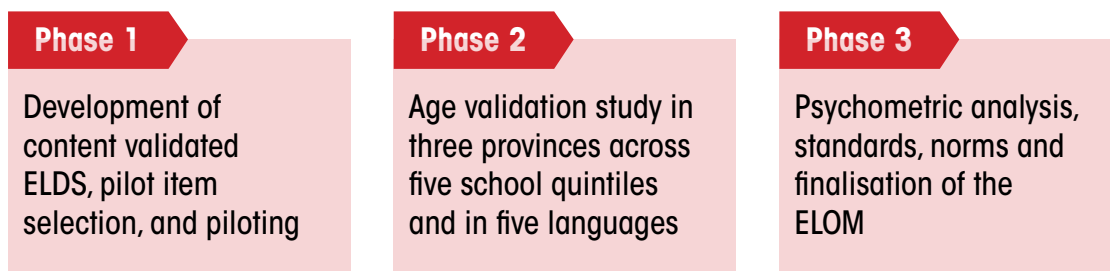 Phase 1
Development of
content validated
ELDS, pilot item
selection, and piloting
Phase 2
Age validation study in
three provinces across
five school quintiles
and in five languages
Phase 3
Psychometric analysis,
standards, norms and
finalisation of the
ELOM